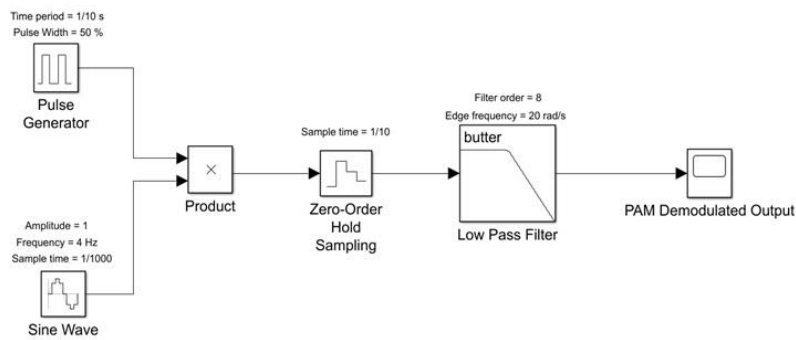 Time period = 1/10 s
Pulse Width = 50 %
Pulse
Generator
Amplitude = 1
Frequency = 4 Hz
Sample time = 1/1000
Sine Wave
×
Product
Sample time = 1/10
Zero-Order
Hold
Sampling
Filter order = 8
Edge frequency = 20 rad/s
butter
Low Pass Filter
PAM Demodulated Output